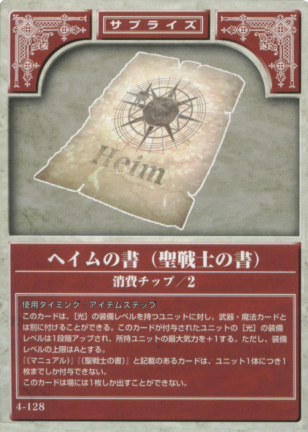 サプライズ
Heim
ヘイムの書（聖戦士の書）
消費チップ／2
使用タイミング　アイテムステップ
このカードは、［光］の装備レベルを持つユニットに対し、武器・魔法カードと
は別に付けることができる。このカードが付与されたユニットの［光］の装備
レベルは1段階アップされ、所持ユニットの最大気力を＋1する。ただし、装備
レベルの上限はAとする。
「（マニュアル）」「（聖戦士の書）」と記載のあるカードは、ユニット1体につき1
枚までしか付与できない。
このカードは場には1枚しか出すことができない。
4-128